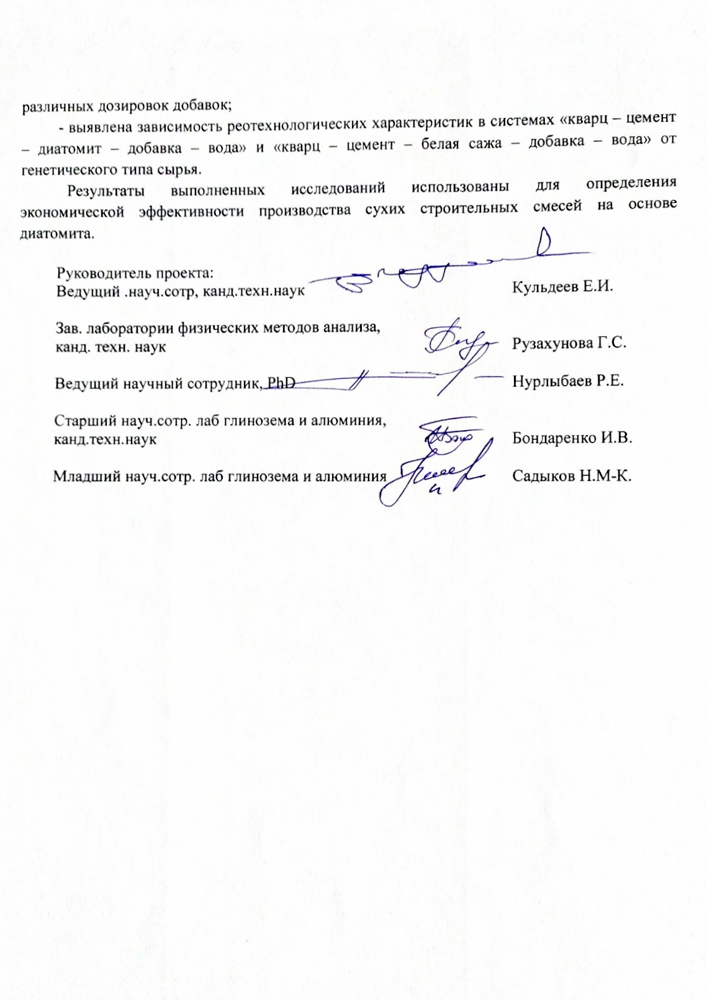 различных дозировок добавок;
- выявлена зависимость реотехнологических характеристик в системах «кварц – цемент
– диатомит – добавка – вода» и «кварц – цемент – белая сажа – добавка – вода» от
генетического типа сырья.
Результаты выполненных исследований использованы для определения
экономической эффективности производства сухих строительных смесей на основе
диатомита.
Руководитель проекта:
Ведущий .науч.сотр, канд.техн.наук Кульдеев Е.И.
Зав. лаборатории физических методов анализа,
канд. техн. наук Рузахунова Г.С.
Ведущий научный сотрудник, PhD Нурлыбаев Р.Е.
Старший науч.сотр. лаб глинозема и алюминия,
канд.техн.наук Бондаренко И.В.
Младший науч.сотр. лаб глинозема и алюминия Садыков Н.М-К.